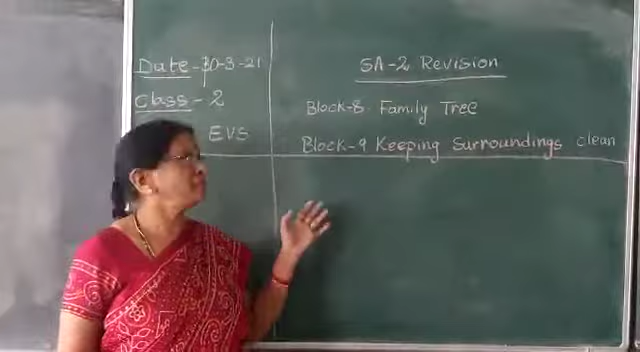 Date - 30-3-21
Class - 2
EVS
SA-2 Revision
Block-8 Family Tree
Block-9 Keeping Surroundings clean